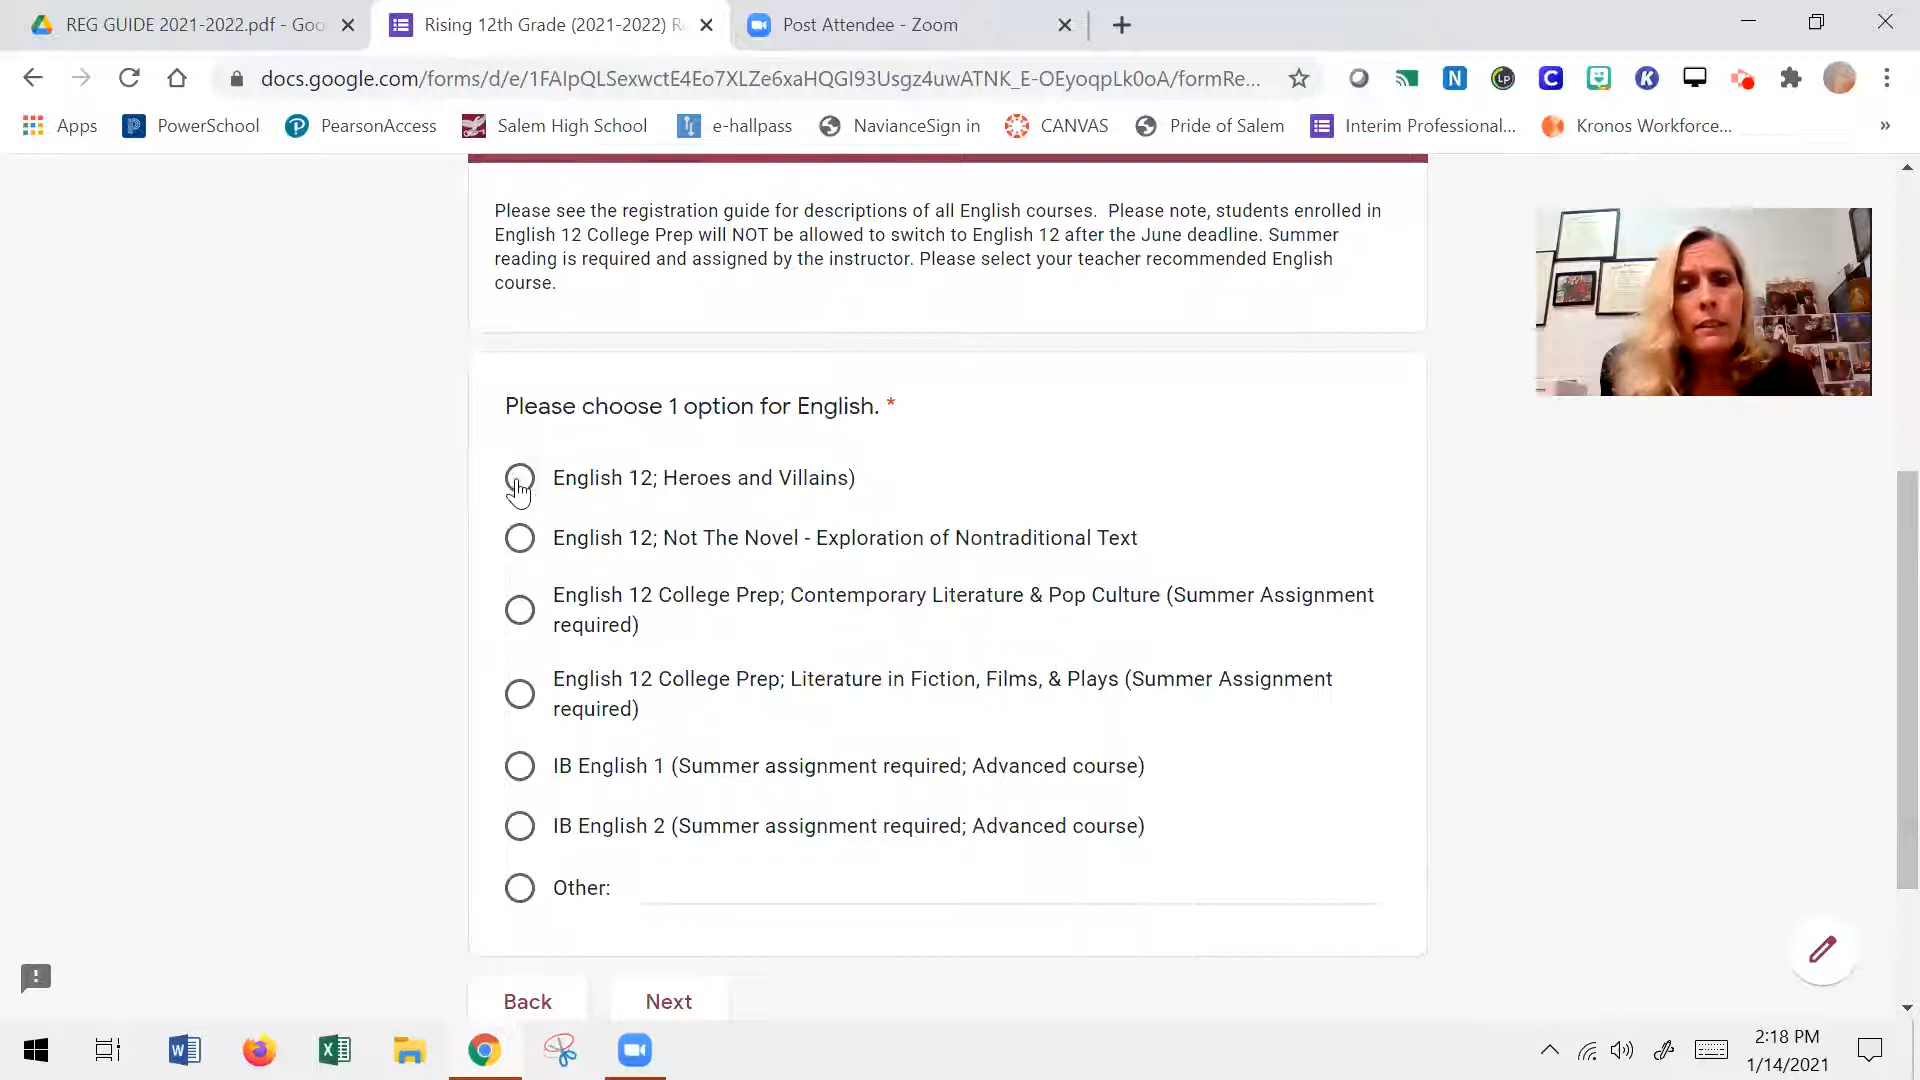 REG GUIDE 2021-2022.pdf - Goo
Rising 12th Grade (2021-2022) R
Post Attendee - Zoom
docs.google.com/forms/d/e/1FAIpQLSexwctE4Eo7XLZe6xaHQGI93Usgz4uwATNK_E-OEyoqpLk0oA/formRe...
Apps
PowerSchool
PearsonAccess
Salem High School
e-hallpass
NavianceSign in
CANVAS
Pride of Salem
Interim Professional...
Kronos Workforce...
Please see the registration guide for descriptions of all English courses. Please note, students enrolled in
English 12 College Prep will NOT be allowed to switch to English 12 after the June deadline. Summer
reading is required and assigned by the instructor. Please select your teacher recommended English
course.
Please choose 1 option for English. *
English 12; Heroes and Villains)
English 12; Not The Novel - Exploration of Nontraditional Text
English 12 College Prep; Contemporary Literature & Pop Culture (Summer Assignment
required)
English 12 College Prep; Literature in Fiction, Films, & Plays (Summer Assignment
required)
IB English 1 (Summer assignment required; Advanced course)
IB English 2 (Summer assignment required; Advanced course)
Other:
Back
Next
2:18 PM
1/14/2021